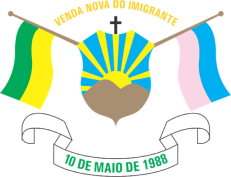 VENDA NOVA DO IMIGRANTE
10 DE MAIO DE 1988